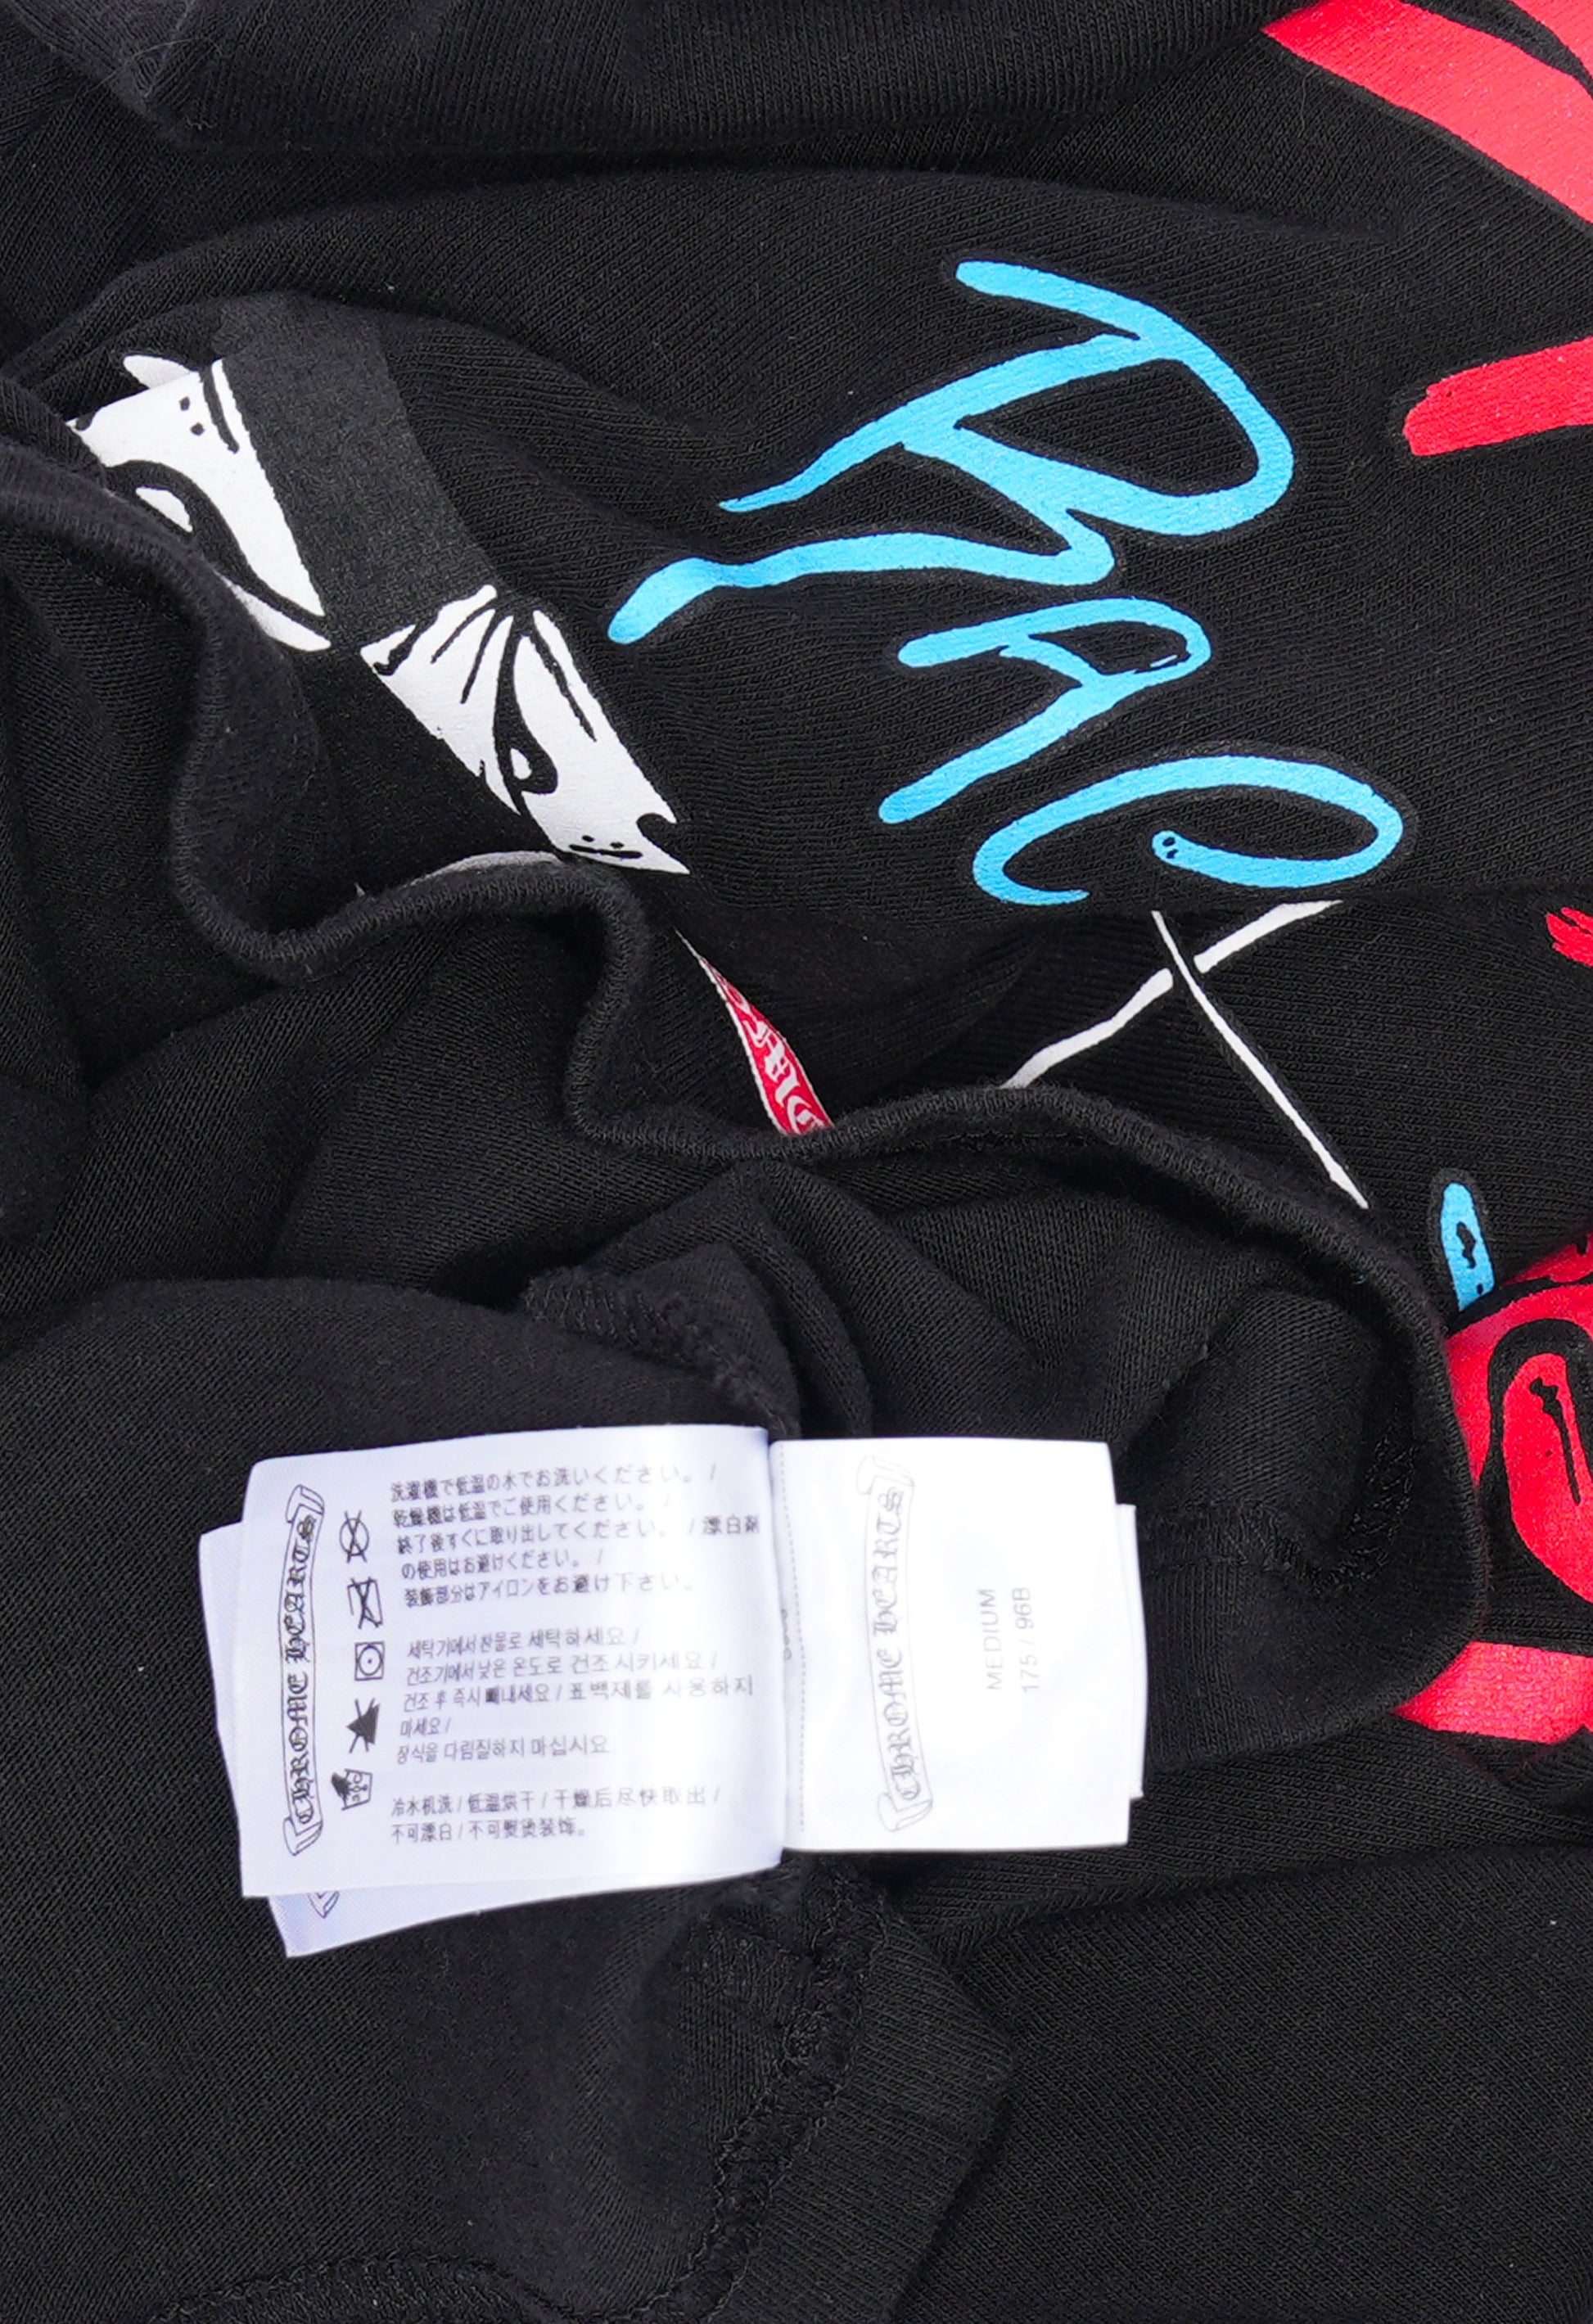 CHROME HEARTS
洗濯機で低温の水でお洗いください。 /
乾燥機は低温でご使用ください。 /
終了後すぐに取り出してください。 / 漂白剤
の使用はお避けください。 /
装飾部分はアイロンをお避け下さい。
세탁기에서 찬물로 세탁하세요 /
건조기에서 낮은 온도로 건조 시키세요 /
건조 후 즉시 빼내세요 / 표백제를 사용하지
마세요 /
장식을 다림질하지 마십시요
冷水机洗 / 低温烘干 / 干燥后尽快取出 /
不可漂白 / 不可熨烫装饰。
CHROME HEARTS
MEDIUM
175 / 96B